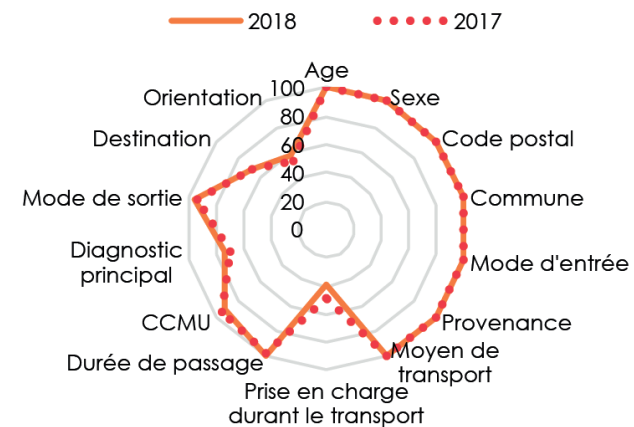 2018
2017
Age
Sexe
Code postal
Commune
Mode d'entrée
Provenance
Moyen de
transport
Prise en charge
durant le transport
Durée de passage
CCMU
Diagnostic
principal
Mode de sortie
Destination
Orientation
100
80
60
40
20
0